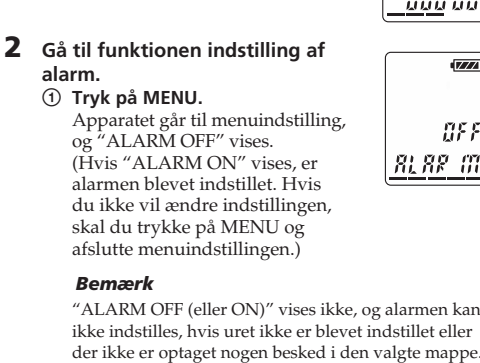 2 Gå til funktionen indstilling af
alarm.
① Tryk på MENU.
Apparatet går til menuindstilling,
og “ALARM OFF” vises.
(Hvis “ALARM ON” vises, er
alarmen blevet indstillet. Hvis
du ikke vil ændre indstillingen,
skal du trykke på MENU og
afslutte menuindstillingen.)
OFF
ALARM
Bemærk
“ALARM OFF (eller ON)” vises ikke, og alarmen kan
ikke indstilles, hvis uret ikke er blevet indstillet eller
der ikke er optaget nogen besked i den valgte mappe.